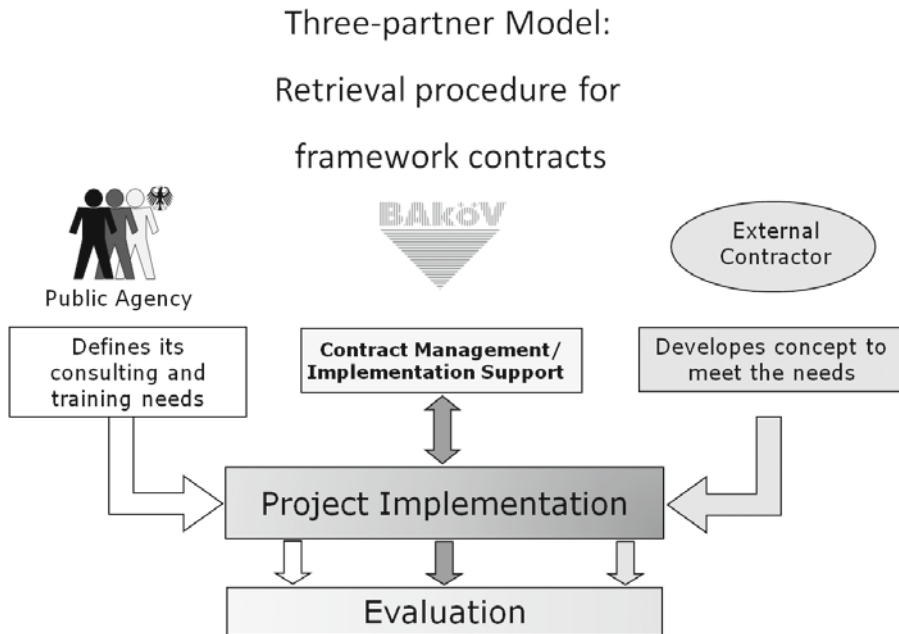 Three-partner Model:
Retrieval procedure for
framework contracts
BAköV
External
Contractor
Public Agency
Defines its
consulting and
training needs
Contract Management/
Implementation Support
Developes concept to
meet the needs
Project Implementation
Evaluation